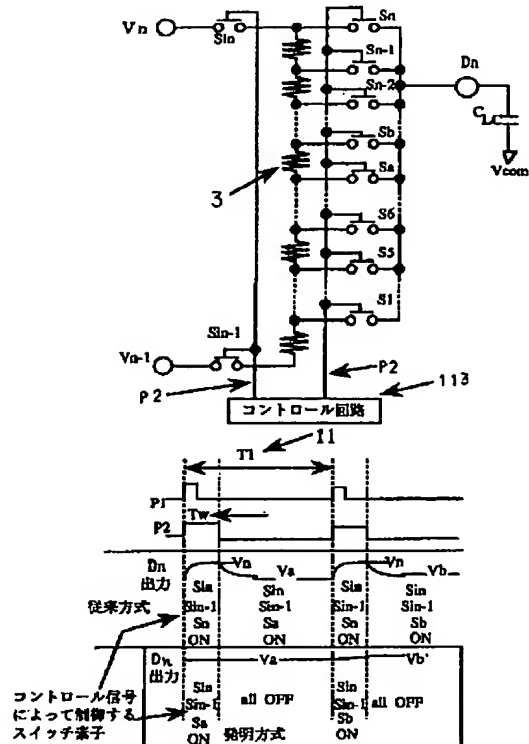 Vn
Sin
Sn
Sn-1
Sn-2
Dn
CLC
Vcom
Sb
3
Sa
S6
S5
S1
Sin-1
Vn-1
P2
P2
113
コントロール回路
11
T1
P1
Tw
P2
Dn
出力
Vn
Va
Vn
Vb
従来方式
Sin
Sin-1
Sn
ON
Sin
Sin-1
Sa
ON
Sin
Sin-1
Sn
ON
Sin
Sin-1
Sb
ON
Dn
出力
Va
Vb'
コントロール信号
によって制御する
スイッチ素子
Sin
Sin-1
Sa
ON
all OFF
発明方式
Sin
Sin-1
Sb
ON
all OFF